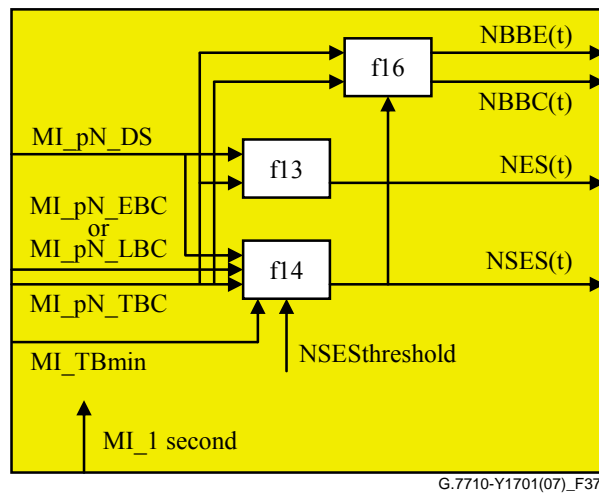 NBBE(t)
f16
NBBC(t)
MI_pN_DS
f13
NES(t)
MI_pN_EBC
or
MI_pN_LBC
f14
NSES(t)
MI_pN_TBC
MI_TBmin
NSESthreshold
MI_1 second
G.7710-Y1701(07)_F37